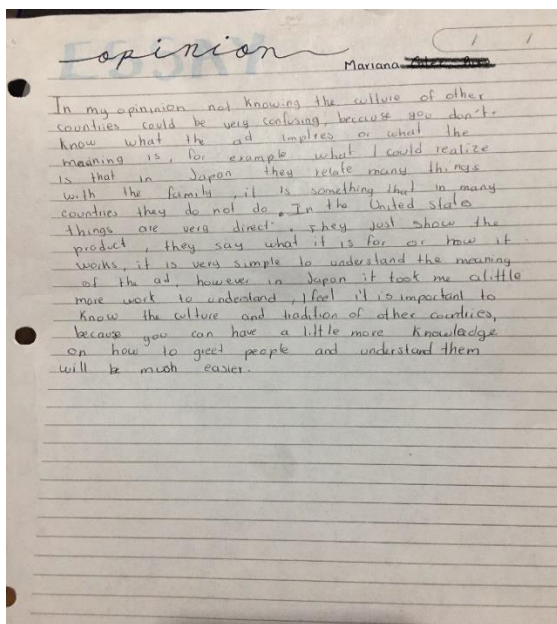 opinion
Mariana
In my opininion not knowing the culture of other
countries could be very confusing, because you don't
know what the ad implies or what the
meaning is, for example what I could realize
is that in Japan they relate many things
with the family, it is something that in many
countries they do not do. In the United stats
things are very direct. They just show the
product, they say what it is for or how it
works, it is very simple to understand the meaning
of the ad, however in Japan it took me alittle
more work to understand, I feel it is important to
know the culture and tradition of other countries,
because you can have a little more knowladge
on how to greet people and understand them
will be much easier.